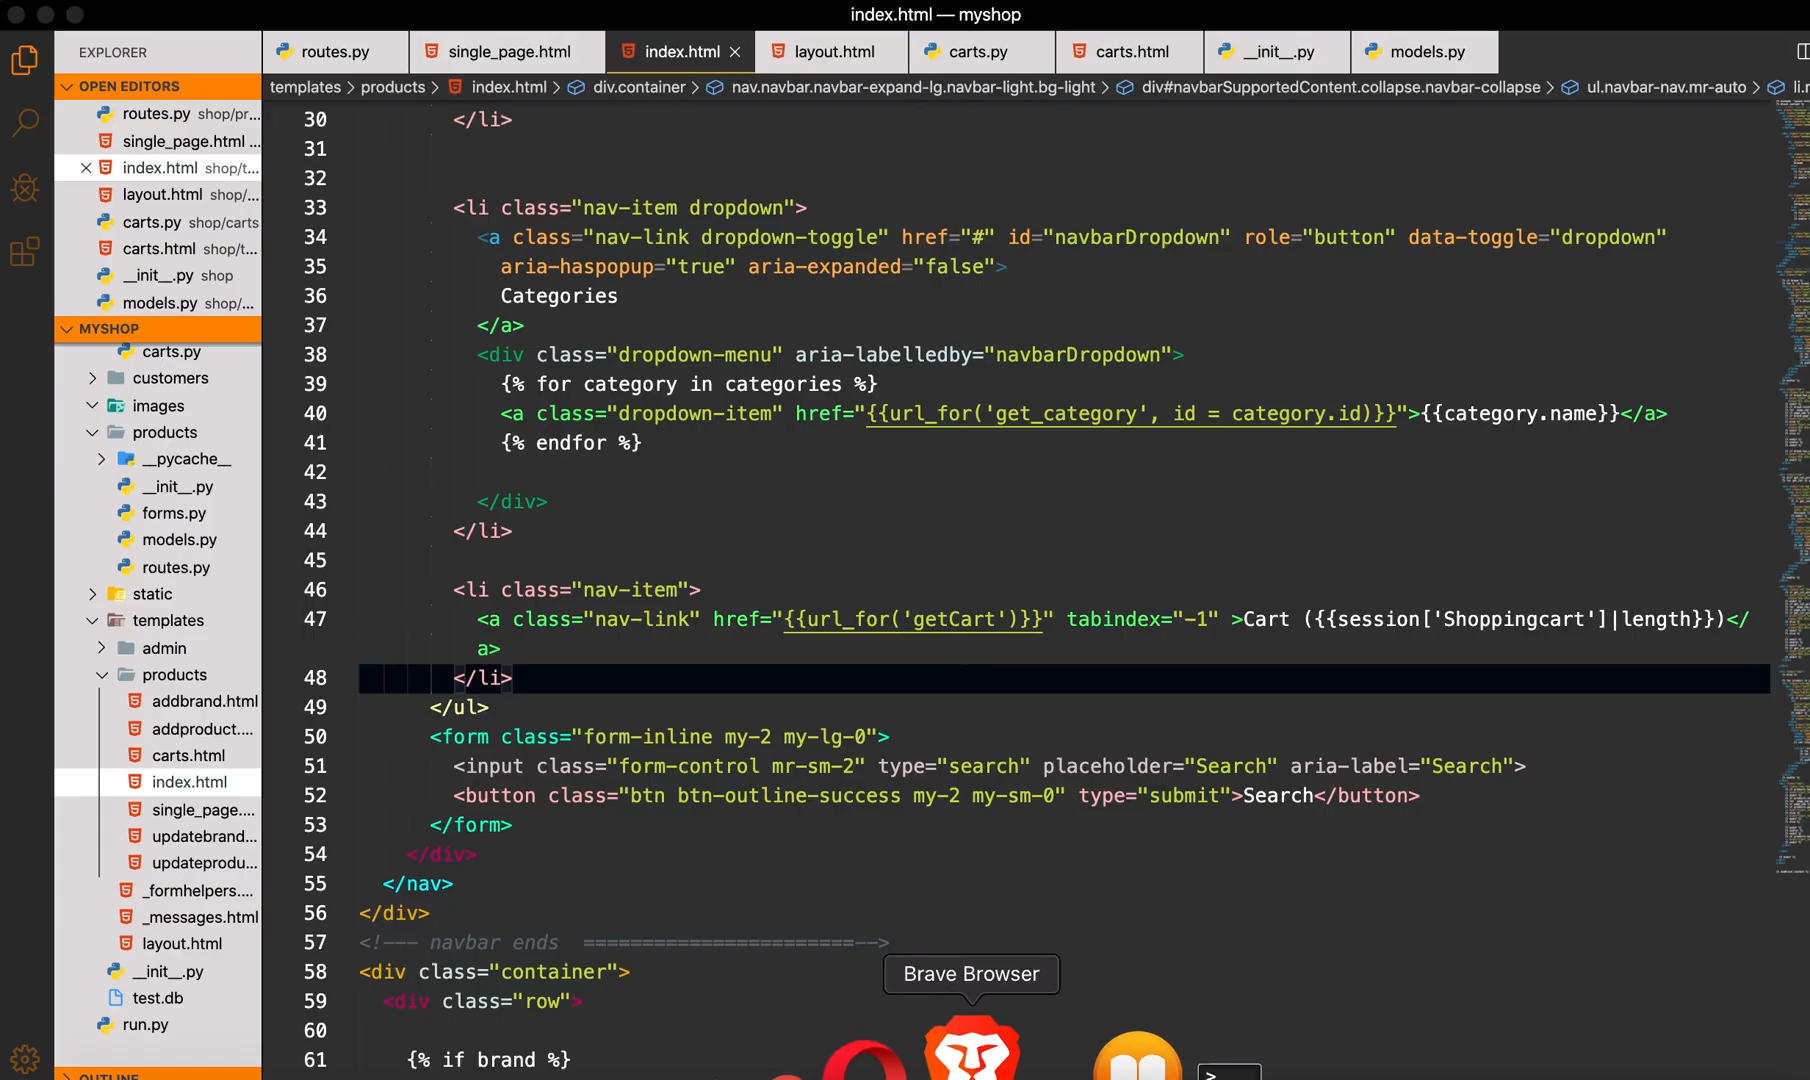 index.html — myshop
EXPLORER
routes.py
single_page.html
index.html
layout.html
carts.py
carts.html
__init__.py
models.py
templates > products > index.html > div.container > nav.navbar.navbar-expand-lg.navbar-light.bg-light > div#navbarSupportedContent.collapse.navbar-collapse > ul.navbar-nav.mr-auto >
OPEN EDITORS
routes.py shop/pr...
single_page.html ...
index.html shop/t...
layout.html shop/...
carts.py shop/carts
carts.html shop/t...
__init__.py shop
models.py shop/...
MYSHOP
carts.py
customers
images
products
__pycache__
__init__.py
forms.py
models.py
routes.py
static
templates
admin
products
addbrand.html
addproduct....
carts.html
index.html
single_page....
updatebrand...
updateprodu...
_formhelpers....
_messages.html
layout.html
__init__.py
test.db
run.py
OUTLINE
30 </li>
31
32
33 <li class="nav-item dropdown">
34 <a class="nav-link dropdown-toggle" href="#" id="navbarDropdown" role="button" data-toggle="dropdown"
35 aria-haspopup="true" aria-expanded="false">
36 Categories
37 </a>
38 <div class="dropdown-menu" aria-labelledby="navbarDropdown">
39 {% for category in categories %}
40 <a class="dropdown-item" href="{{url_for('get_category', id = category.id)}}">{{category.name}}</a>
41 {% endfor %}
42
43 </div>
44 </li>
45
46 <li class="nav-item">
47 <a class="nav-link" href="{{url_for('getCart')}}" tabindex="-1" >Cart ({{session['Shoppingcart']|length}})</
a>
48 </li>
49 </ul>
50 <form class="form-inline my-2 my-lg-0">
51 <input class="form-control mr-sm-2" type="search" placeholder="Search" aria-label="Search">
52 <button class="btn btn-outline-success my-2 my-sm-0" type="submit">Search</button>
53 </form>
54 </div>
55 </nav>
56 </div>
57 <!--- navbar ends =======================-->
58 <div class="container">
59 <div class="row">
60
61 {% if brand %}
Brave Browser